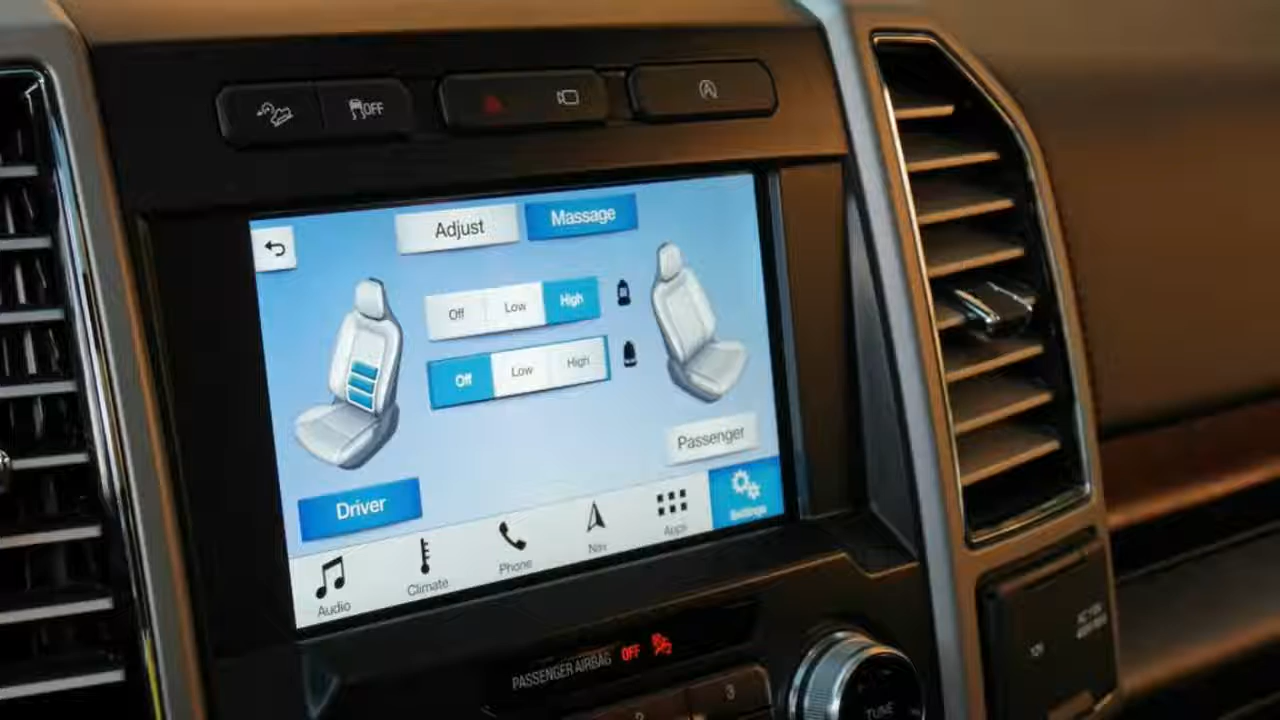 OFF
Adjust Massage
Off Low High
Off Low High
Passenger
Driver
Audio Climate Phone Nav Apps Settings
PASSENGER AIRBAG OFF
3
TUNE